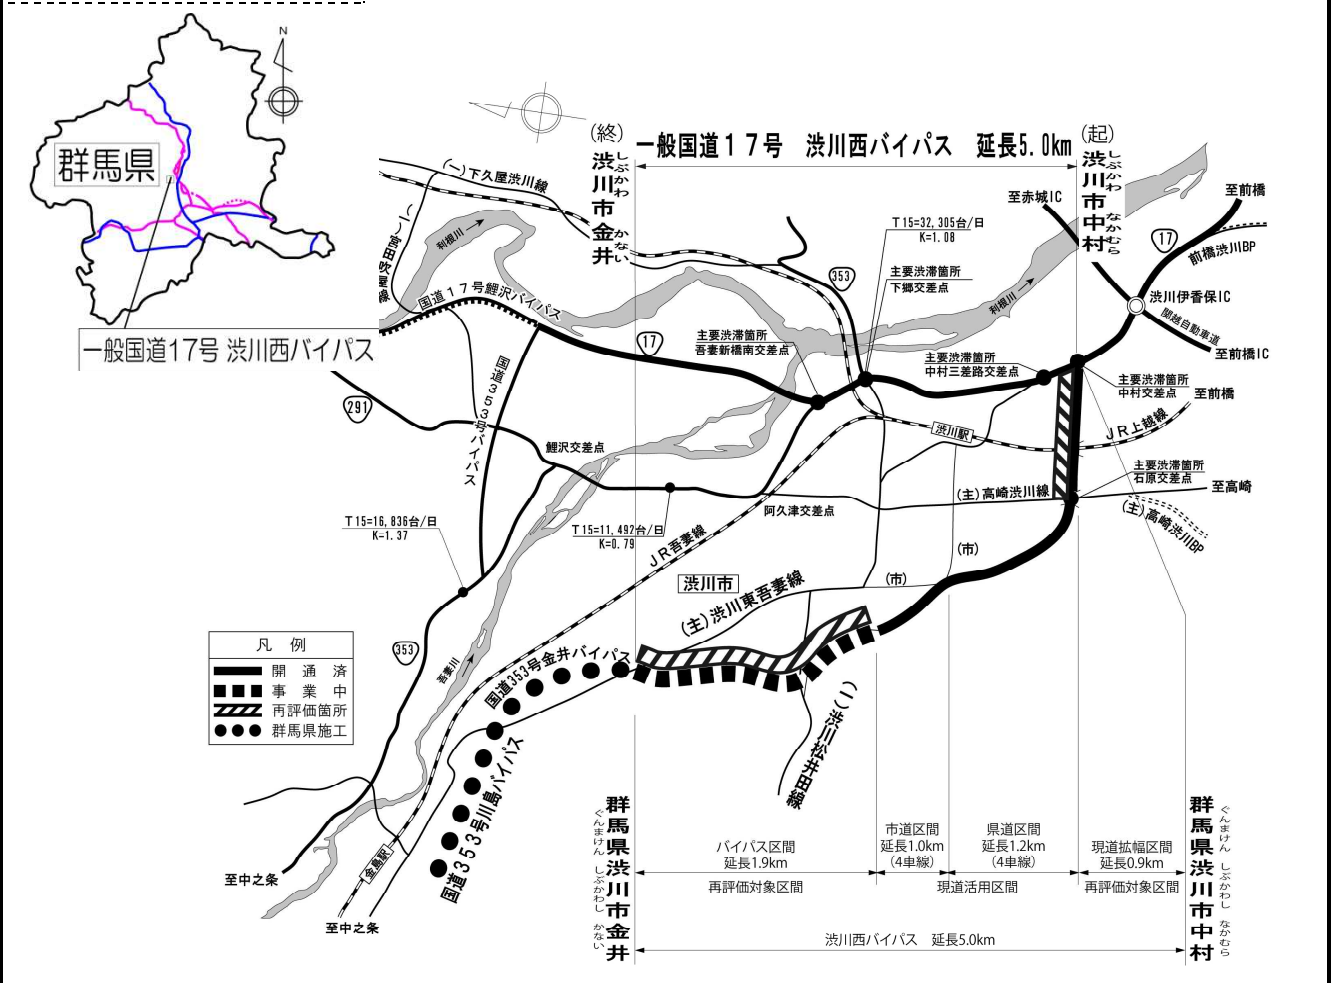 N
群馬県
一般国道17号 渋川西バイパス
(終)
しぶかわ かない
渋川市金井
一般国道17号 渋川西バイパス 延長5.0km
(起)
しぶかわ なかむら
渋川市中村
(一)下久屋渋川線
利根川
国道17号鯉沢バイパス
国道353号バイパス
17
353
T15=32,305台/日
K=1.08
主要渋滞箇所
下郷交差点
主要渋滞箇所
吾妻新橋南交差点
主要渋滞箇所
中村三差路交差点
利根川
至赤城IC
至前橋
17
前橋渋川BP
渋川伊香保IC
関越自動車道
至前橋IC
主要渋滞箇所
中村交差点
至前橋
JR上越線
渋川駅
主要渋滞箇所
石原交差点
至高崎
(主)高崎渋川線
(主)高崎渋川BP
291
鯉沢交差点
阿久津交差点
T15=16,836台/日
K=1.37
T15=11,492台/日
K=0.79
JR吾妻線
渋川市
(主)渋川東吾妻線
(市)
(市)
353
吾妻川
国道353号金井バイパス
国道353号川島バイパス
(一)渋川松井田線
金島駅
至中之条
至中之条
凡例
開通済
事業中
再評価箇所
群馬県施工
ぐんまけん しぶかわし かない
群馬県渋川市金井
バイパス区間
延長1.9km
再評価対象区間
市道区間
延長1.0km
(4車線)
県道区間
延長1.2km
(4車線)
現道活用区間
現道拡幅区間
延長0.9km
再評価対象区間
渋川西バイパス 延長5.0km
ぐんまけん しぶかわし なかむら
群馬県渋川市中村